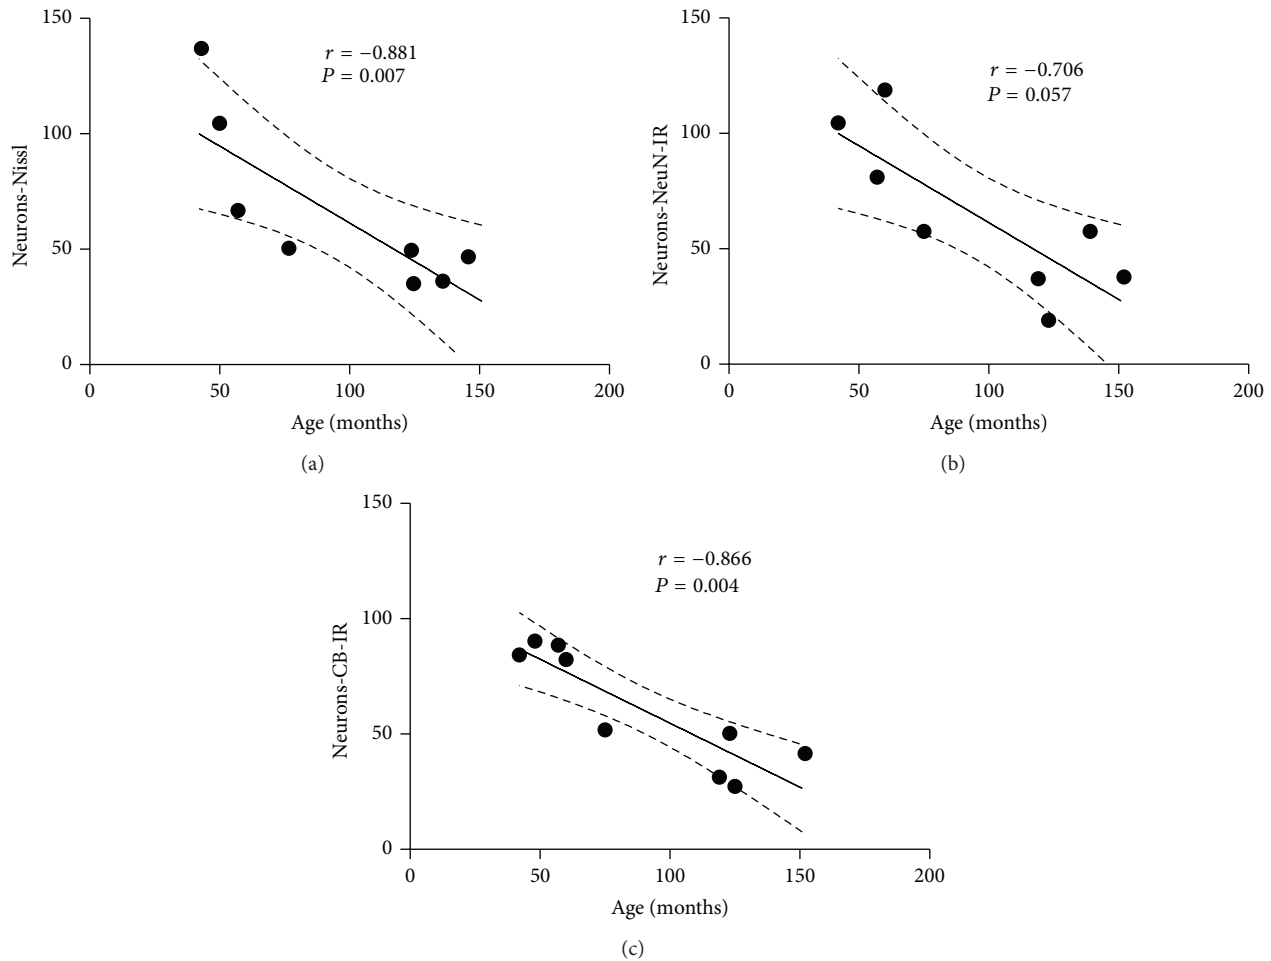 150
100
50
0
Neurons-Nissl
r = −0.881
P = 0.007
0 50 100 150 200
Age (months)
(a)
150
100
50
0
Neurons-NeuN-IR
r = −0.706
P = 0.057
0 50 100 150 200
Age (months)
(b)
150
100
50
0
Neurons-CB-IR
r = −0.866
P = 0.004
0 50 100 150 200
Age (months)
(c)